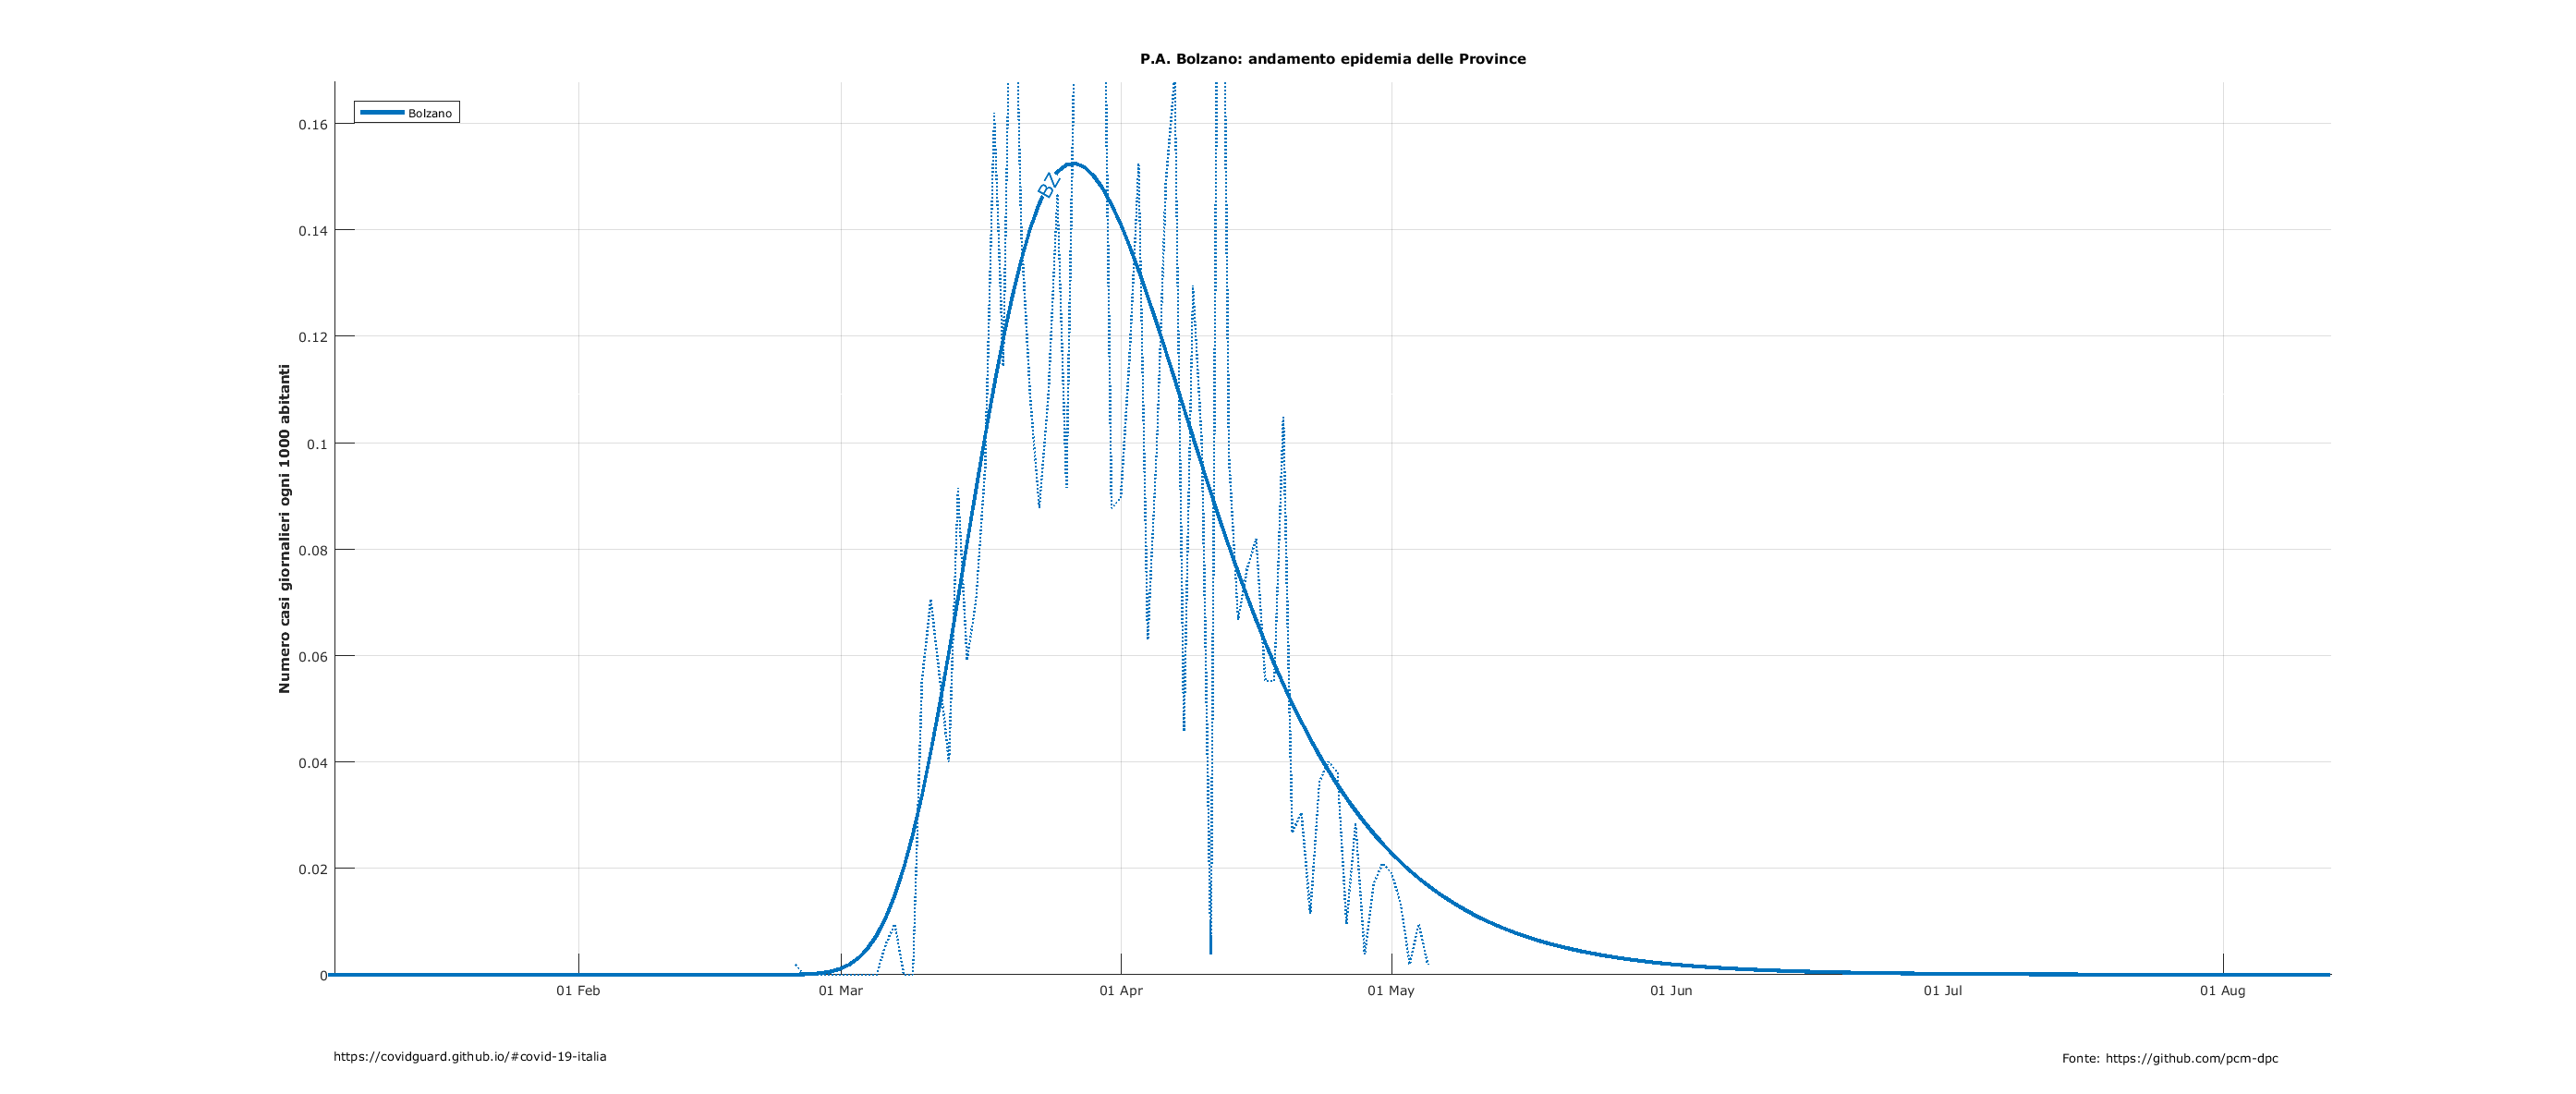 P.A. Bolzano: andamento epidemia delle Province
Bolzano
BZ
Numero casi giornalieri ogni 1000 abitanti
0.16
0.14
0.12
0.1
0.08
0.06
0.04
0.02
0
01 Feb 01 Mar 01 Apr 01 May 01 Jun 01 Jul 01 Aug
https://covidguard.github.io/#covid-19-italia
Fonte: https://github.com/pcm-dpc